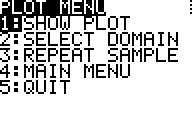 PLOT MENU
1:SHOW PLOT
2:SELECT DOMAIN
3:REPEAT SAMPLE
4:MAIN MENU
5:QUIT